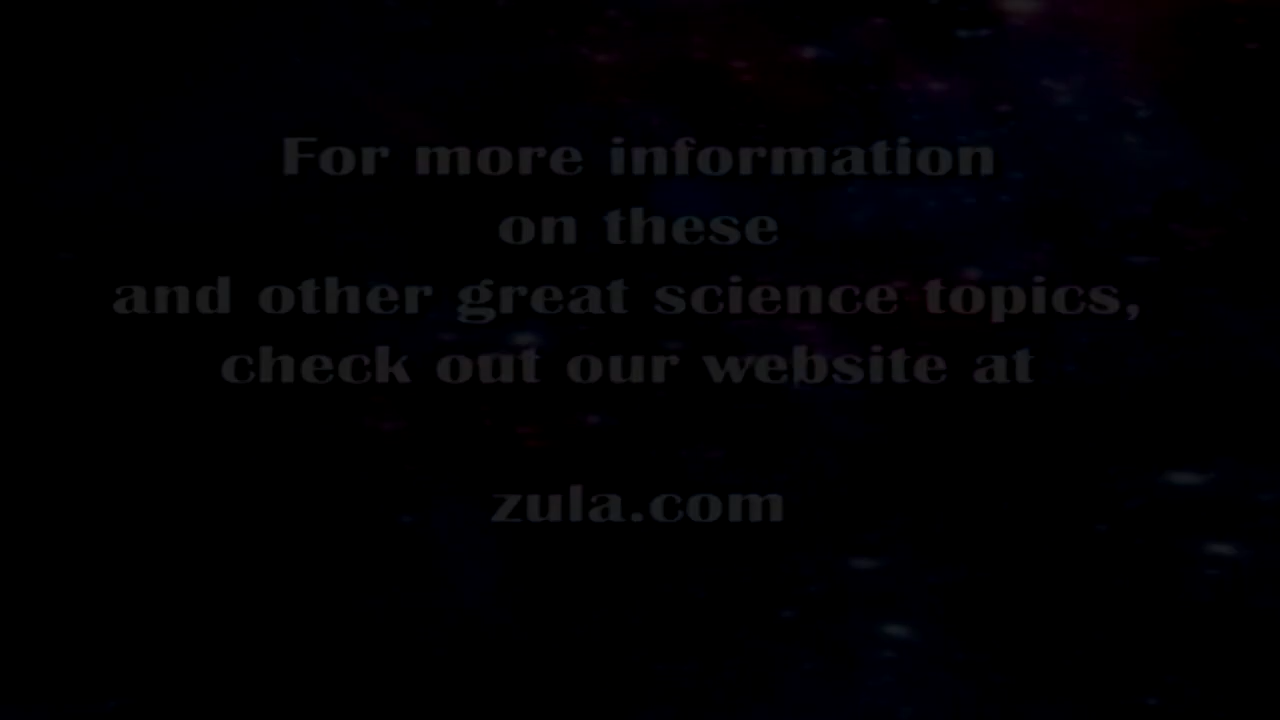 For more information
on these
and other great science topics,
check out our website at
zula.com